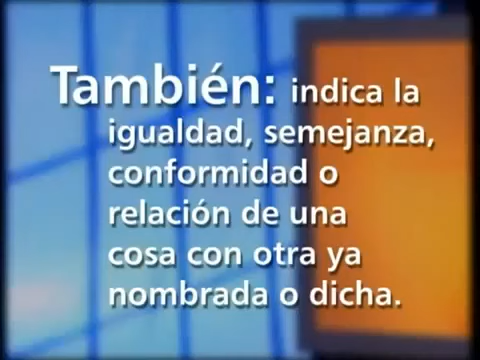 También: indica la
igualdad, semejanza,
conformidad o
relación de una
cosa con otra ya
nombrada o dicha.